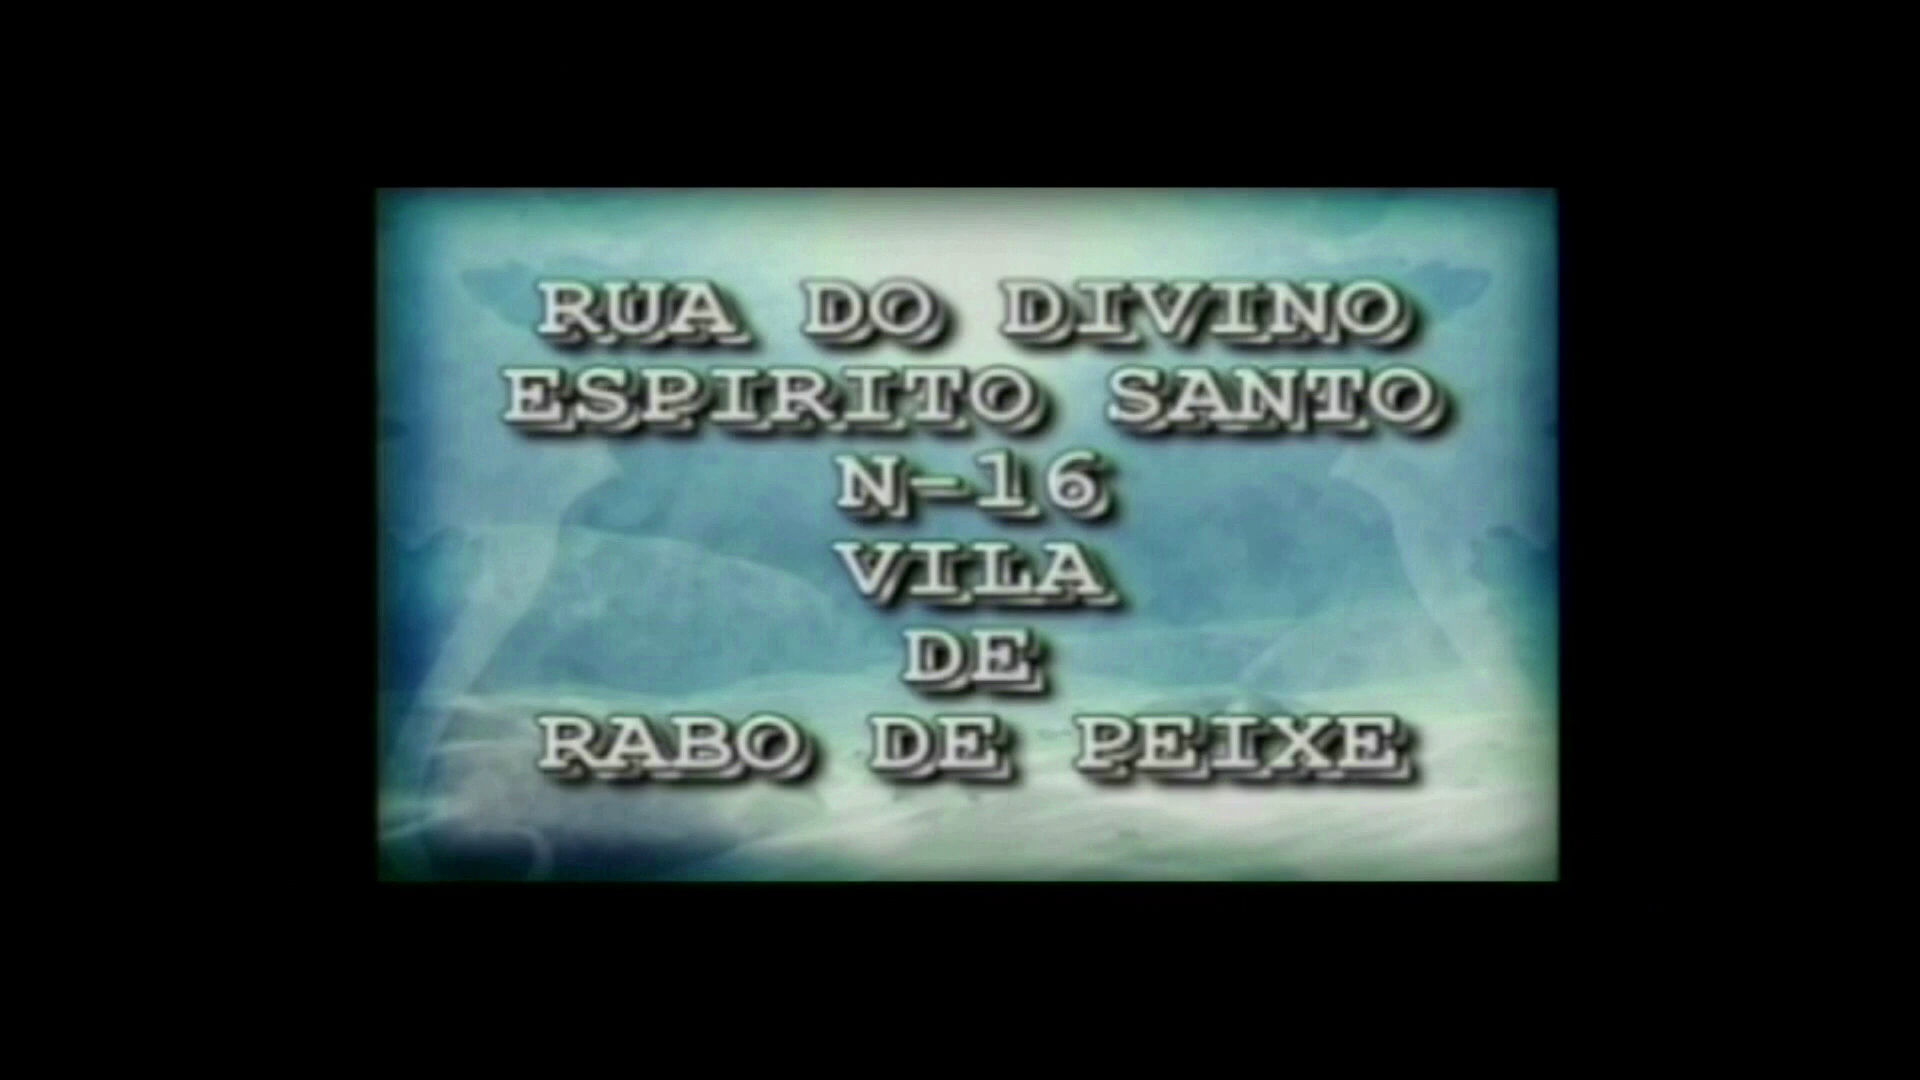 RUA DO DIVINO
ESPIRITO SANTO
N-16
VILA
DE
RABO DE PEIXE